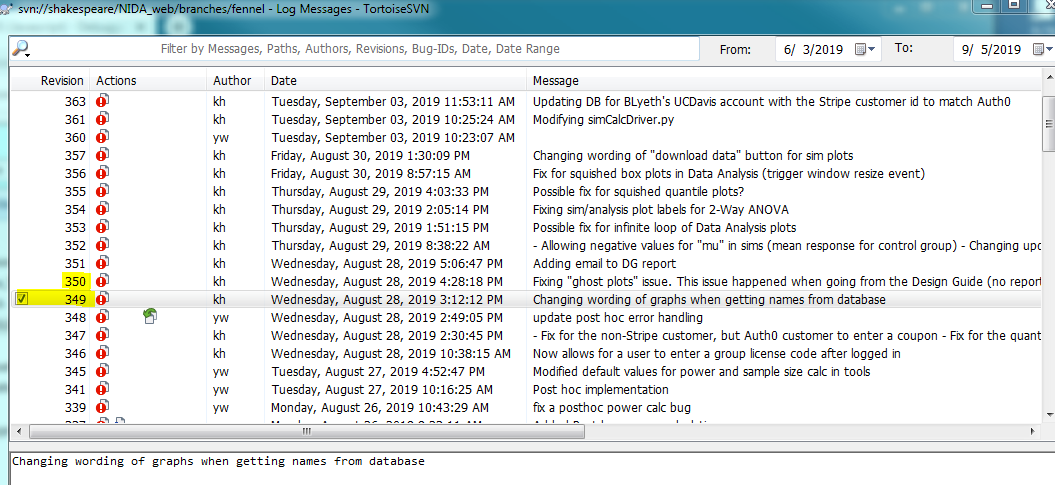 svn://shakespeare/NIDA_web/branches/fennel - Log Messages - TortoiseSVN
Filter by Messages, Paths, Authors, Revisions, Bug-IDs, Date, Date Range From: 6/ 3/2019 To: 9/ 5/2019
Revision Actions Author Date Message
363 kh Tuesday, September 03, 2019 11:53:11 AM Updating DB for BLyeth's UCDavis account with the Stripe customer id to match Auth0
361 kh Tuesday, September 03, 2019 10:25:24 AM Modifying simCalcDriver.py
360 yw Tuesday, September 03, 2019 10:23:07 AM
357 kh Friday, August 30, 2019 1:30:09 PM Changing wording of "download data" button for sim plots
356 kh Friday, August 30, 2019 8:57:15 AM Fix for squished box plots in Data Analysis (trigger window resize event)
355 kh Thursday, August 29, 2019 4:03:33 PM Possible fix for squished quantile plots?
354 kh Thursday, August 29, 2019 2:05:14 PM Fixing sim/analysis plot labels for 2-Way ANOVA
353 kh Thursday, August 29, 2019 1:51:15 PM Possible fix for infinite loop of Data Analysis plots
352 kh Thursday, August 29, 2019 8:38:22 AM - Allowing negative values for "mu" in sims (mean response for control group) - Changing upd
351 kh Wednesday, August 28, 2019 5:06:47 PM Adding email to DG report
350 kh Wednesday, August 28, 2019 4:28:18 PM Fixing "ghost plots" issue. This issue happened when going from the Design Guide (no report
349 kh Wednesday, August 28, 2019 3:12:12 PM Changing wording of graphs when getting names from database
348 yw Wednesday, August 28, 2019 2:49:05 PM update post hoc error handling
347 kh Wednesday, August 28, 2019 2:30:45 PM - Fix for the non-Stripe customer, but Auth0 customer to enter a coupon - Fix for the quant
346 kh Wednesday, August 28, 2019 10:38:15 AM Now allows for a user to enter a group license code after logged in
345 yw Tuesday, August 27, 2019 4:52:47 PM Modified default values for power and sample size calc in tools
341 yw Tuesday, August 27, 2019 10:16:25 AM Post hoc implementation
339 yw Monday, August 26, 2019 10:43:29 AM fix a posthoc power calc bug
Changing wording of graphs when getting names from database